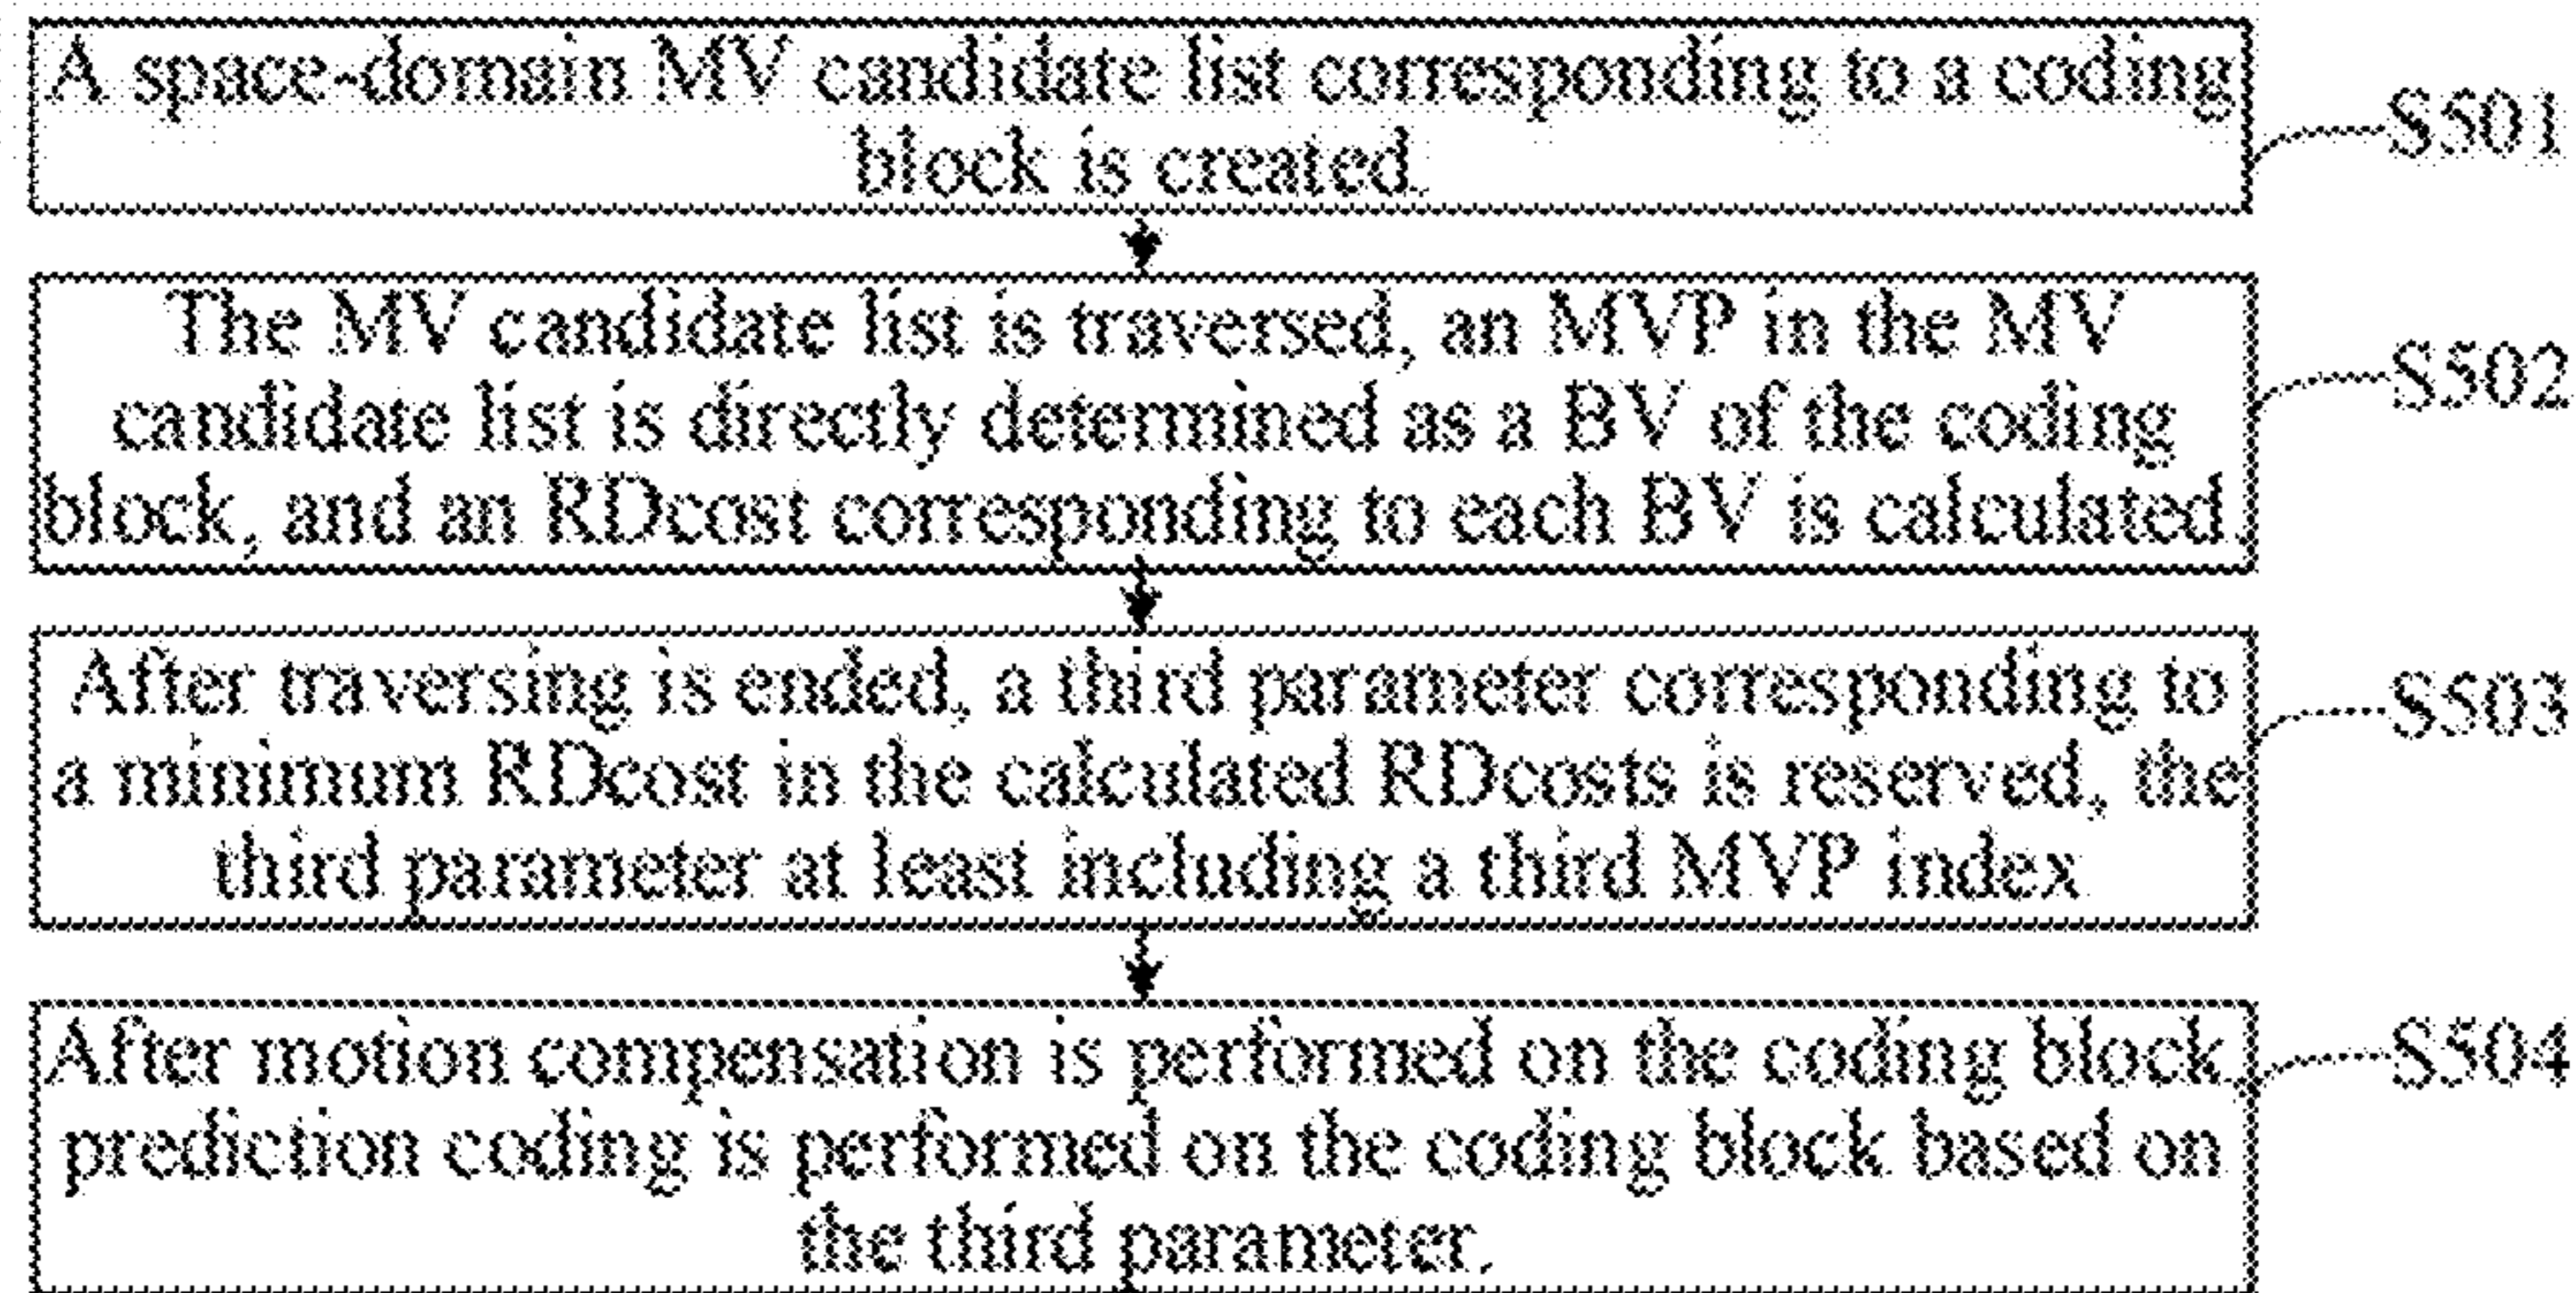 A space-domain MV candidate list corresponding to a coding
block is created.
S501
The MV candidate list is traversed, an MVP in the MV
candidate list is directly determined as a BV of the coding
block, and an RDcost corresponding to each BV is calculated.
S502
After traversing is ended, a third parameter corresponding to
a minimum RDcost in the calculated RDcosts is reserved, the
third parameter at least including a third MVP index
S503
After motion compensation is performed on the coding block,
prediction coding is performed on the coding block based on
the third parameter.
S504